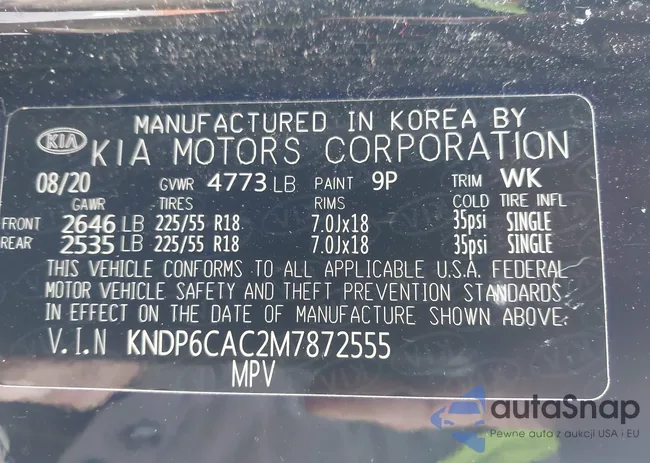 MANUFACTURED IN KOREA BY
KIA KIA MOTORS CORPORATION
08/20 GVWR 4773 LB PAINT 9P TRIM WK
GAWR TIRES RIMS COLD TIRE INFL
FRONT 2646 LB 225/55 R18 7.0Jx18 35psi SINGLE
REAR 2535 LB 225/55 R18 7.0Jx18 35psi SINGLE
THIS VEHICLE CONFORMS TO ALL APPLICABLE U.S.A. FEDERAL
MOTOR VEHICLE SAFETY AND THEFT PREVENTION STANDARDS
IN EFFECT ON THE DATE OF MANUFACTURE SHOWN ABOVE.
V.I.N KNDP6CAC2M7872555
MPV
autaSnap
Pewne auta z aukcji USA i EU